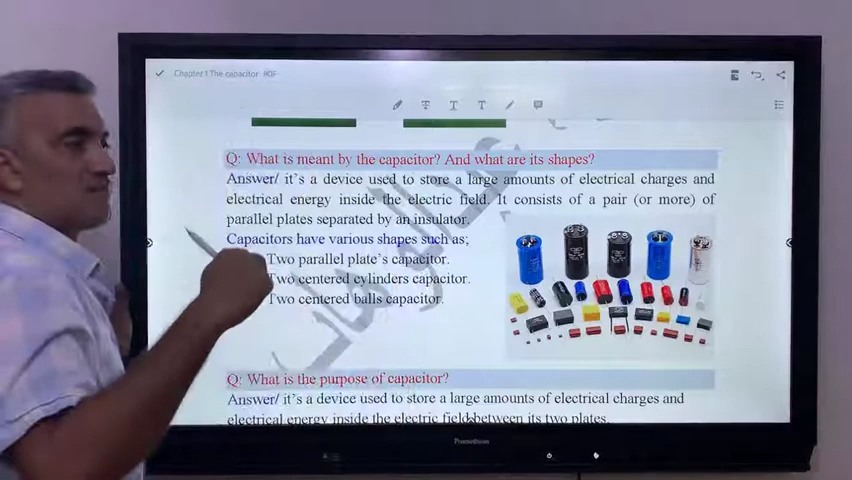 Chapter1 The capacitor
Q: What is meant by the capacitor? And what are its shapes?
Answer/ it's a device used to store a large amounts of electrical charges and
electrical energy inside the electric field. It consists of a pair (or more) of
parallel plates separated by an insulator.
Capacitors have various shapes such as;
Two parallel plate's capacitor.
Two centered cylinders capacitor.
Two centered balls capacitor.
Q: What is the purpose of capacitor?
Answer/ it's a device used to store a large amounts of electrical charges and
electrical energy inside the electric field between its two plates.
Promethean